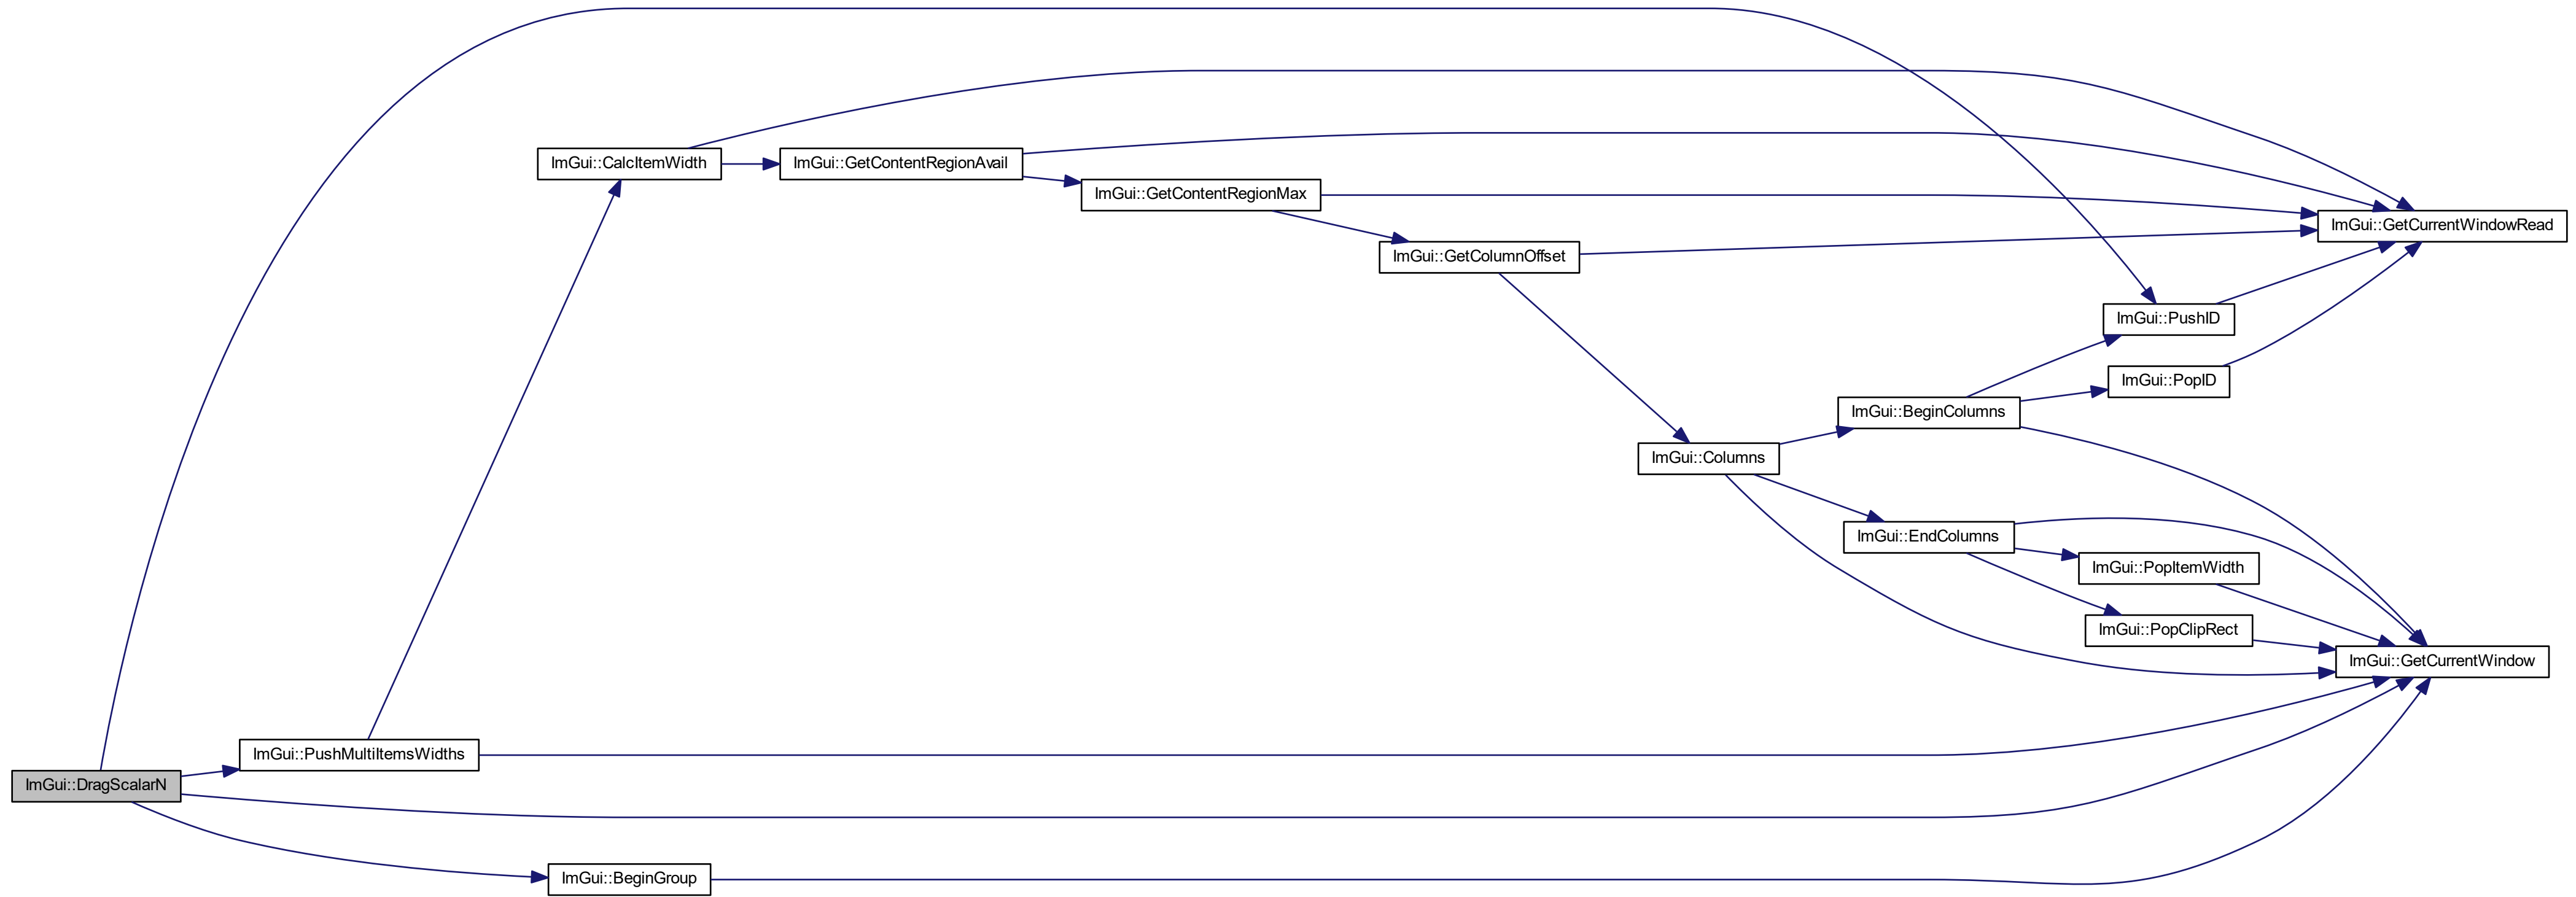 ImGui::CalcItemWidth
ImGui::GetContentRegionAvail
ImGui::GetContentRegionMax
ImGui::GetCurrentWindowRead
ImGui::GetColumnOffset
ImGui::PushID
ImGui::PopID
ImGui::BeginColumns
ImGui::Columns
ImGui::EndColumns
ImGui::PopItemWidth
ImGui::PopClipRect
ImGui::GetCurrentWindow
ImGui::PushMultiItemsWidths
ImGui::DragScalarN
ImGui::BeginGroup